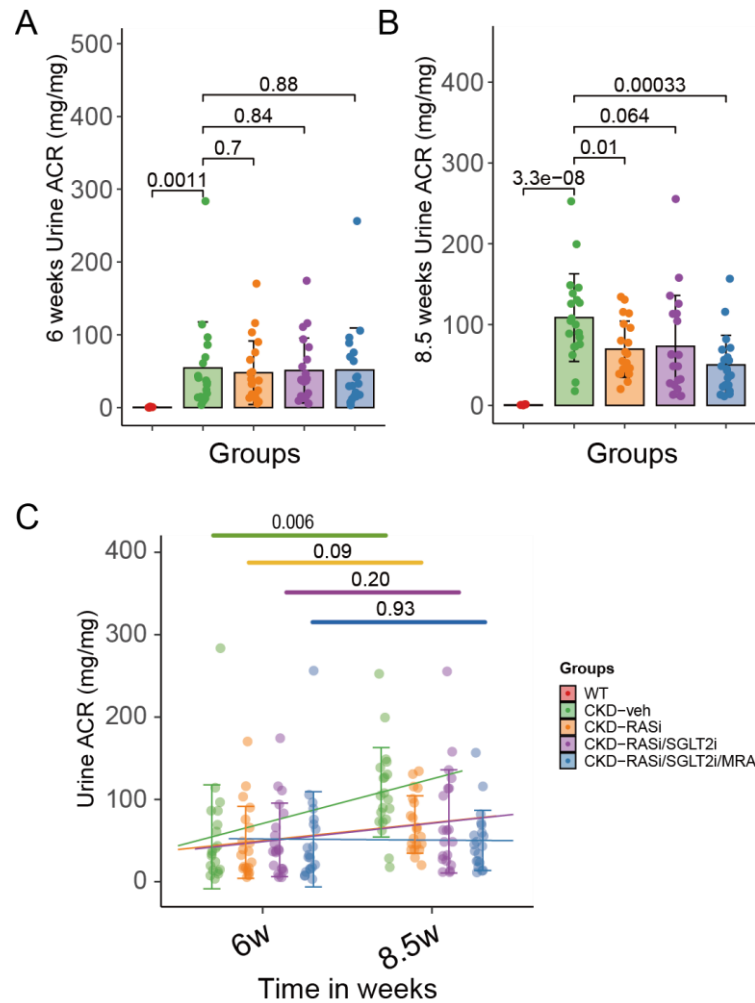 A
6 weeks Urine ACR (mg/mg)
500
400
300
200
100
0
0.88
0.84
0.7
0.0011
Groups
B
8.5 weeks Urine ACR (mg/mg)
400
300
200
100
0
0.00033
0.064
0.01
3.3e−08
Groups
C
Urine ACR (mg/mg)
400
300
200
100
0
0.006
0.09
0.20
0.93
6w
8.5w
Time in weeks
Groups
WT
CKD−veh
CKD−RASi
CKD−RASi/SGLT2i
CKD−RASi/SGLT2i/MRA